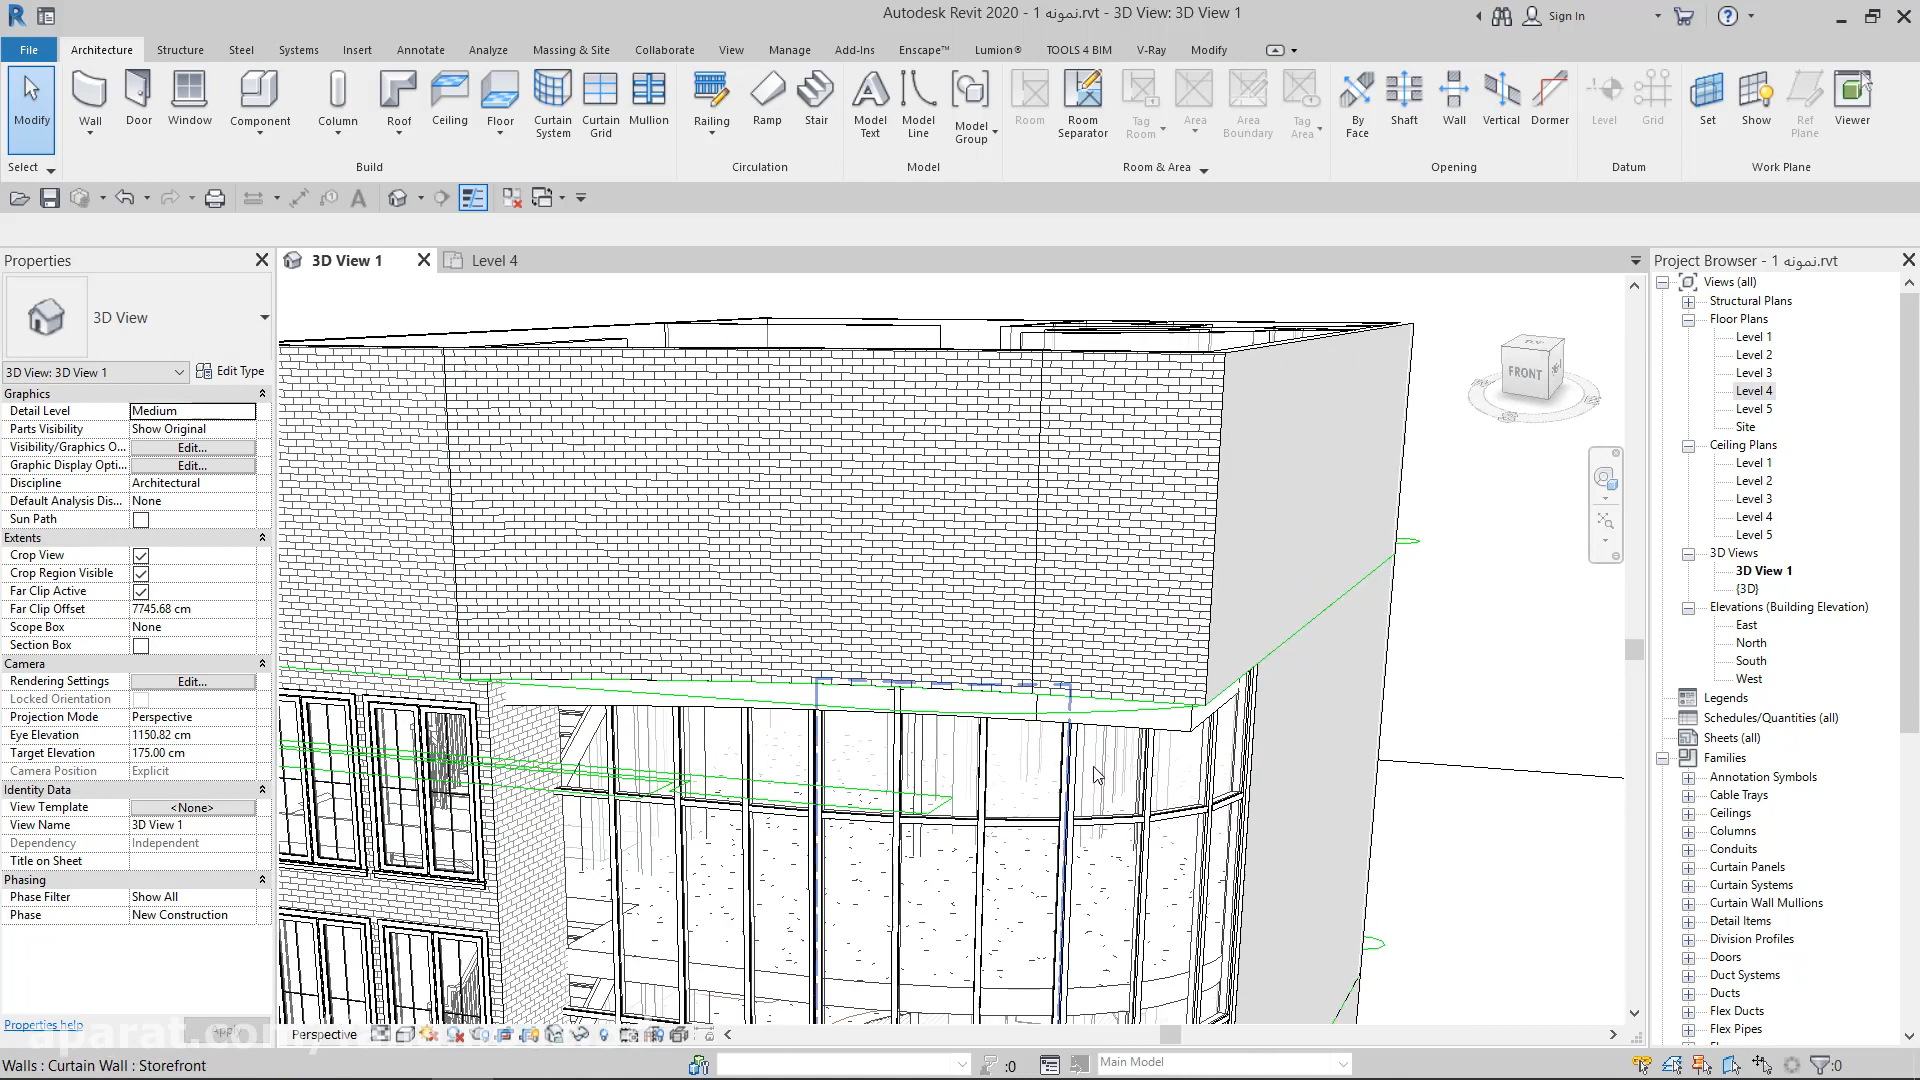 Autodesk Revit 2020 - نمونه 1.rvt - 3D View: 3D View 1
Sign In
File Architecture Structure Steel Systems Insert Annotate Analyze Massing & Site Collaborate View Manage Add-Ins Enscape™ Lumion® TOOLS 4 BIM V-Ray Modify
Modify Wall Door Window Component Column Roof Ceiling Floor Curtain System Curtain Grid Mullion Railing Ramp Stair Model Text Model Line Model Group Room Room Separator Tag Room Area Area Boundary Tag Area By Face Shaft Wall Vertical Dormer Level Grid Set Show Ref Plane Viewer
Select Build Circulation Model Room & Area Opening Datum Work Plane
Properties
3D View
3D View: 3D View 1 Edit Type
Graphics
Detail Level Medium
Parts Visibility Show Original
Visibility/Graphics O... Edit...
Graphic Display Opti... Edit...
Discipline Architectural
Default Analysis Dis... None
Sun Path
Extents
Crop View
Crop Region Visible
Far Clip Active
Far Clip Offset 7745.68 cm
Scope Box None
Section Box
Camera
Rendering Settings Edit...
Locked Orientation
Projection Mode Perspective
Eye Elevation 1150.82 cm
Target Elevation 175.00 cm
Camera Position Explicit
Identity Data
View Template <None>
View Name 3D View 1
Dependency Independent
Title on Sheet
Phasing
Phase Filter Show All
Phase New Construction
Properties help Apply
3D View 1 Level 4
TOP
FRONT
Perspective
Project Browser - نمونه 1.rvt
Views (all)
Structural Plans
Floor Plans
Level 1
Level 2
Level 3
Level 4
Level 5
Site
Ceiling Plans
Level 1
Level 2
Level 3
Level 4
Level 5
3D Views
3D View 1
{3D}
Elevations (Building Elevation)
East
North
South
West
Legends
Schedules/Quantities (all)
Sheets (all)
Families
Annotation Symbols
Cable Trays
Ceilings
Columns
Conduits
Curtain Panels
Curtain Systems
Curtain Wall Mullions
Detail Items
Division Profiles
Doors
Duct Systems
Ducts
Flex Ducts
Flex Pipes
Walls : Curtain Wall : Storefront
:0
Main Model
:0